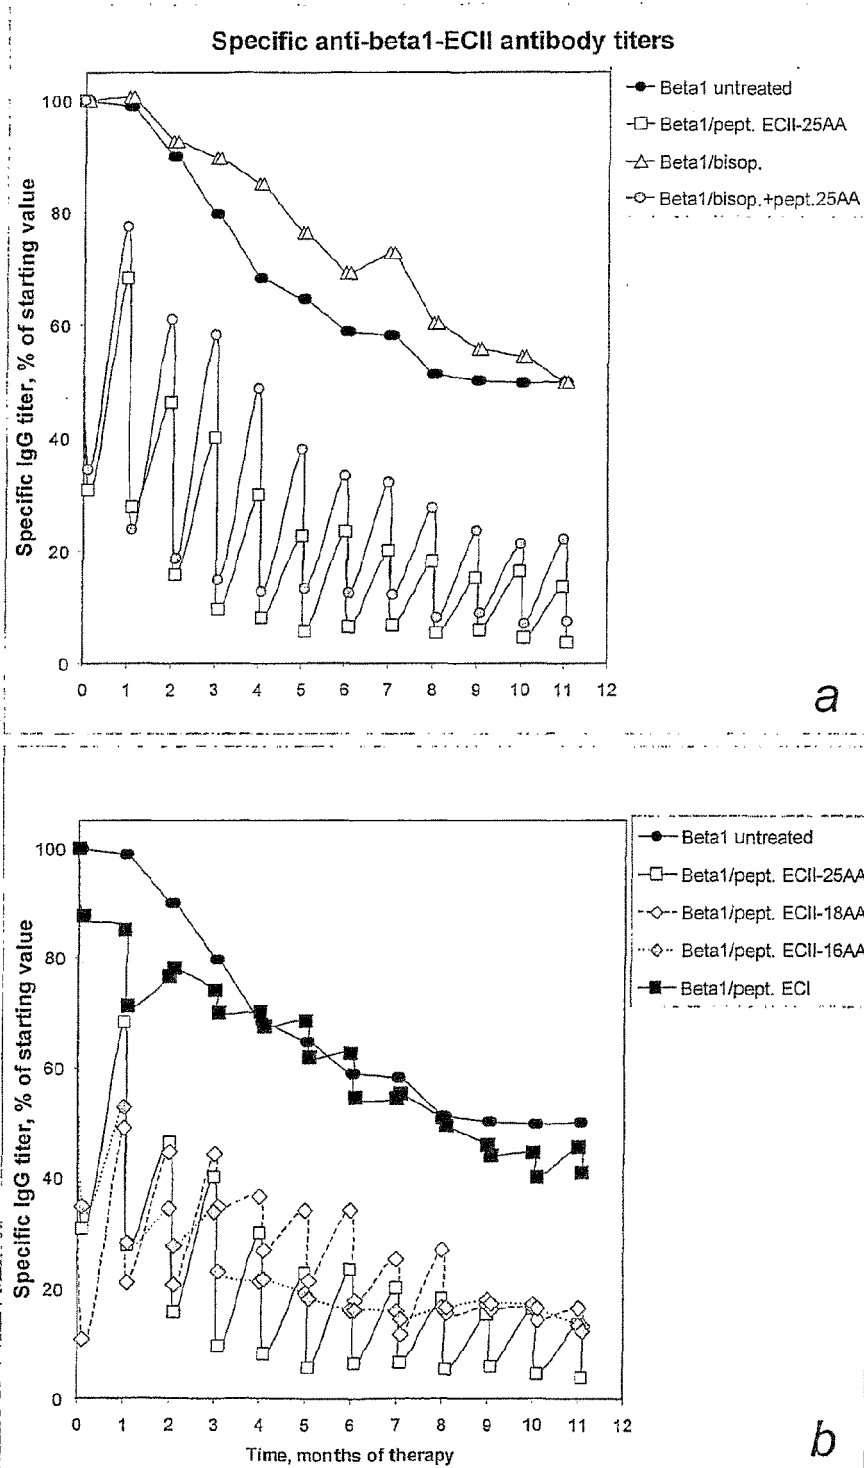 Specific anti-beta1-ECII antibody titers
Beta1 untreated
Beta1/pept. ECII-25AA
Beta1/bisop.
Beta1/bisop.+pept.25AA
Specific IgG titer, % of starting value
100
80
60
40
20
0
0 1 2 3 4 5 6 7 8 9 10 11 12
a
Beta1 untreated
Beta1/pept. ECII-25AA
Beta1/pept. ECII-18AA
Beta1/pept. ECII-16AA
Beta1/pept. ECI
Specific IgG titer, % of starting value
100
80
60
40
20
0
0 1 2 3 4 5 6 7 8 9 10 11 12
Time, months of therapy
b